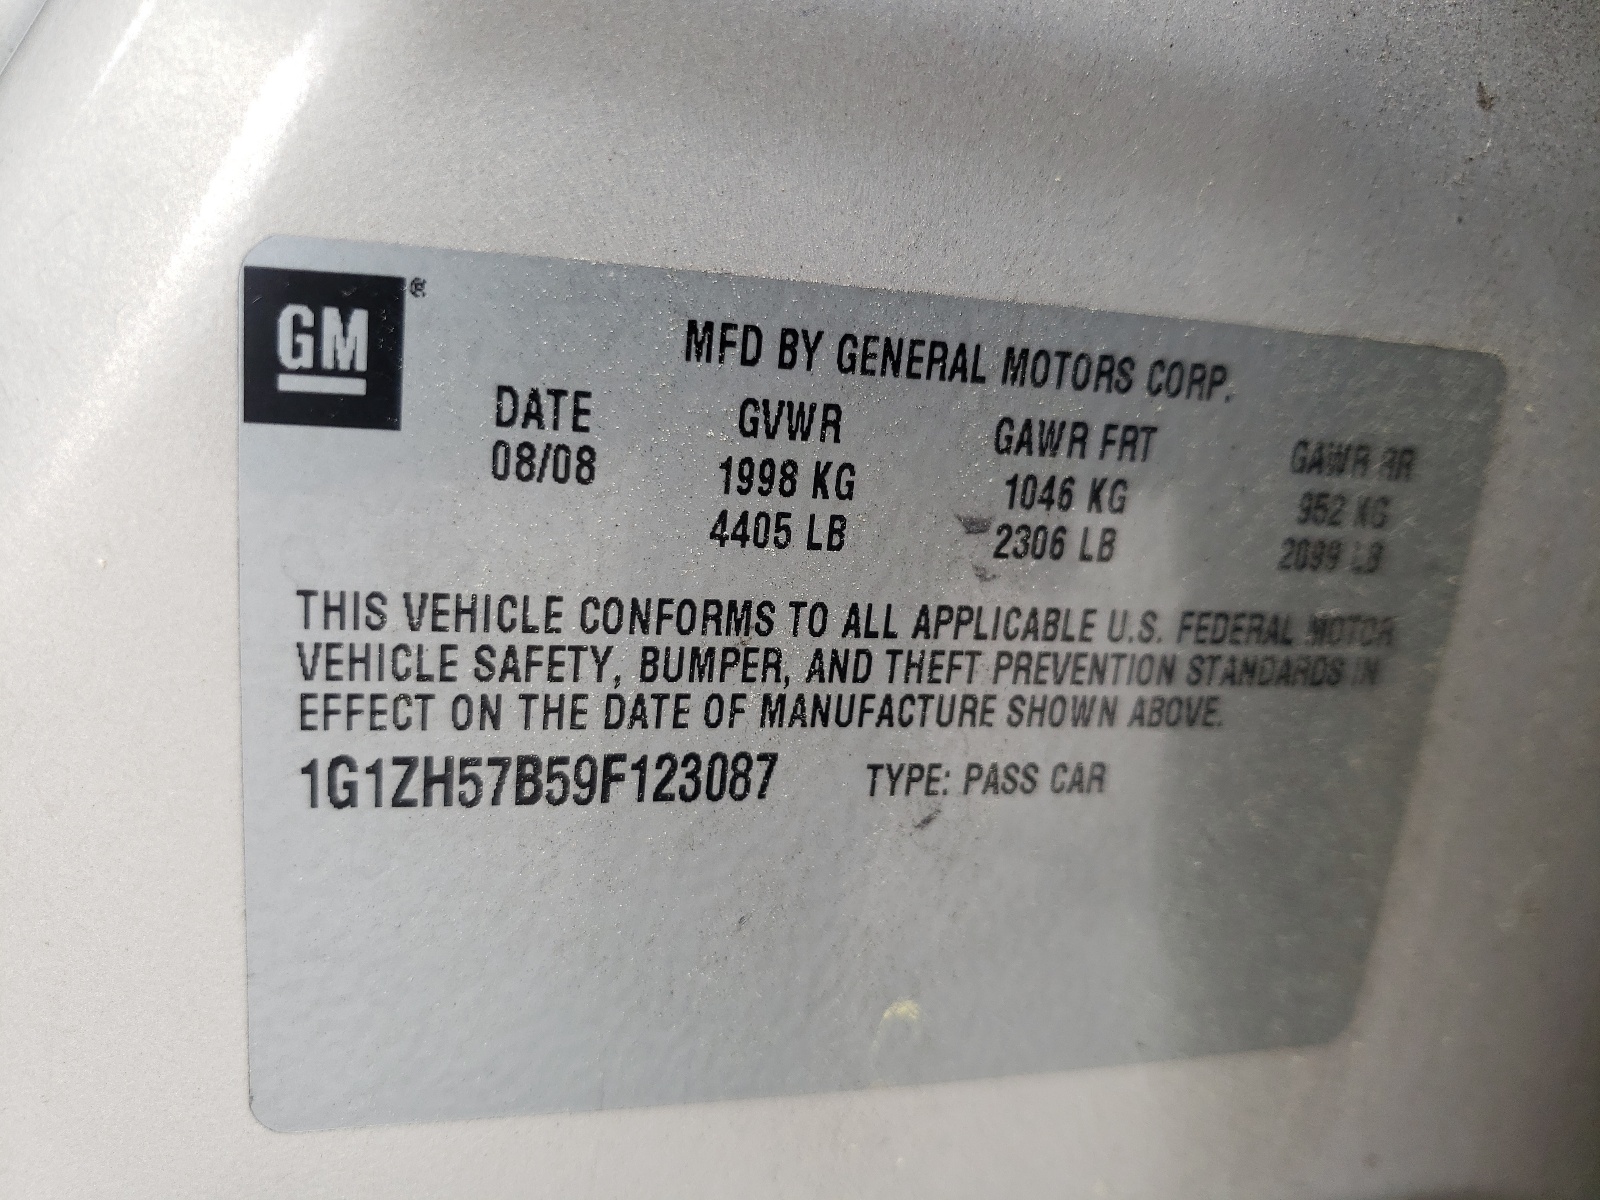 GM®
MFD BY GENERAL MOTORS CORP.
DATE GVWR GAWR FRT GAWR RR
08/08 1998 KG 1046 KG 952 KG
4405 LB 2306 LB 2099 LB
THIS VEHICLE CONFORMS TO ALL APPLICABLE U.S. FEDERAL MOTOR
VEHICLE SAFETY, BUMPER, AND THEFT PREVENTION STANDARDS IN
EFFECT ON THE DATE OF MANUFACTURE SHOWN ABOVE.
1G1ZH57B59F123087 TYPE: PASS CAR